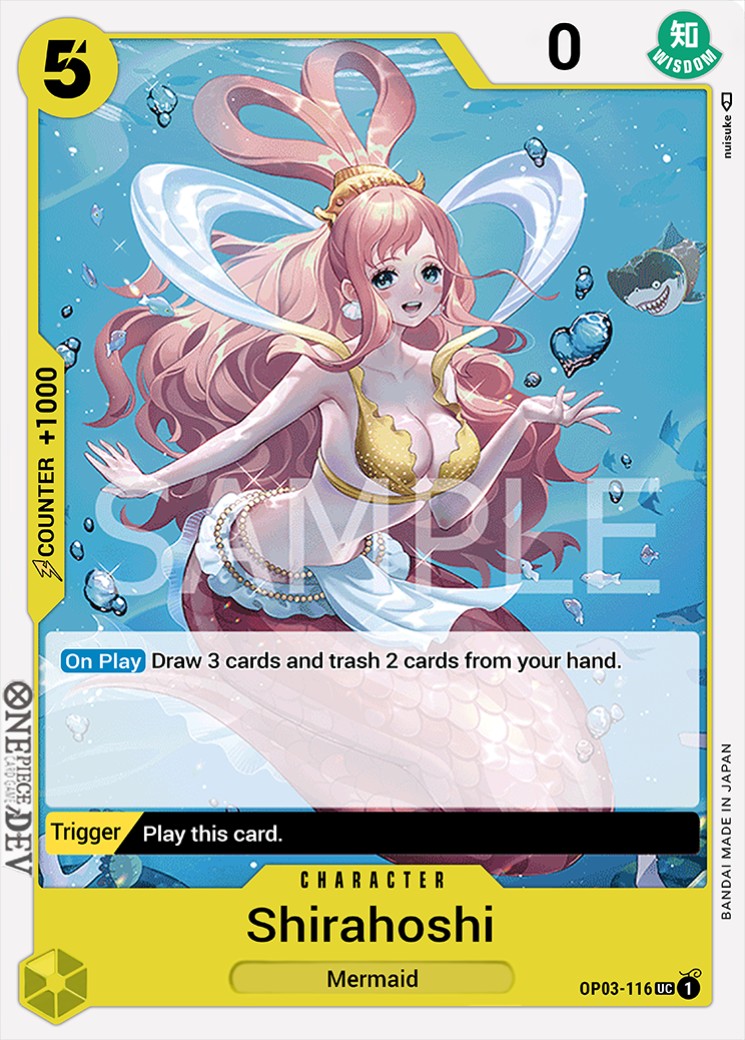 5
0
知
WISDOM
nuisuke
COUNTER +1000
SAMPLE
On Play Draw 3 cards and trash 2 cards from your hand.
Trigger Play this card.
ONE PIECE
CARD GAME
/DEV
BANDAI MADE IN JAPAN
CHARACTER
Shirahoshi
Mermaid
OP03-116 UC 1